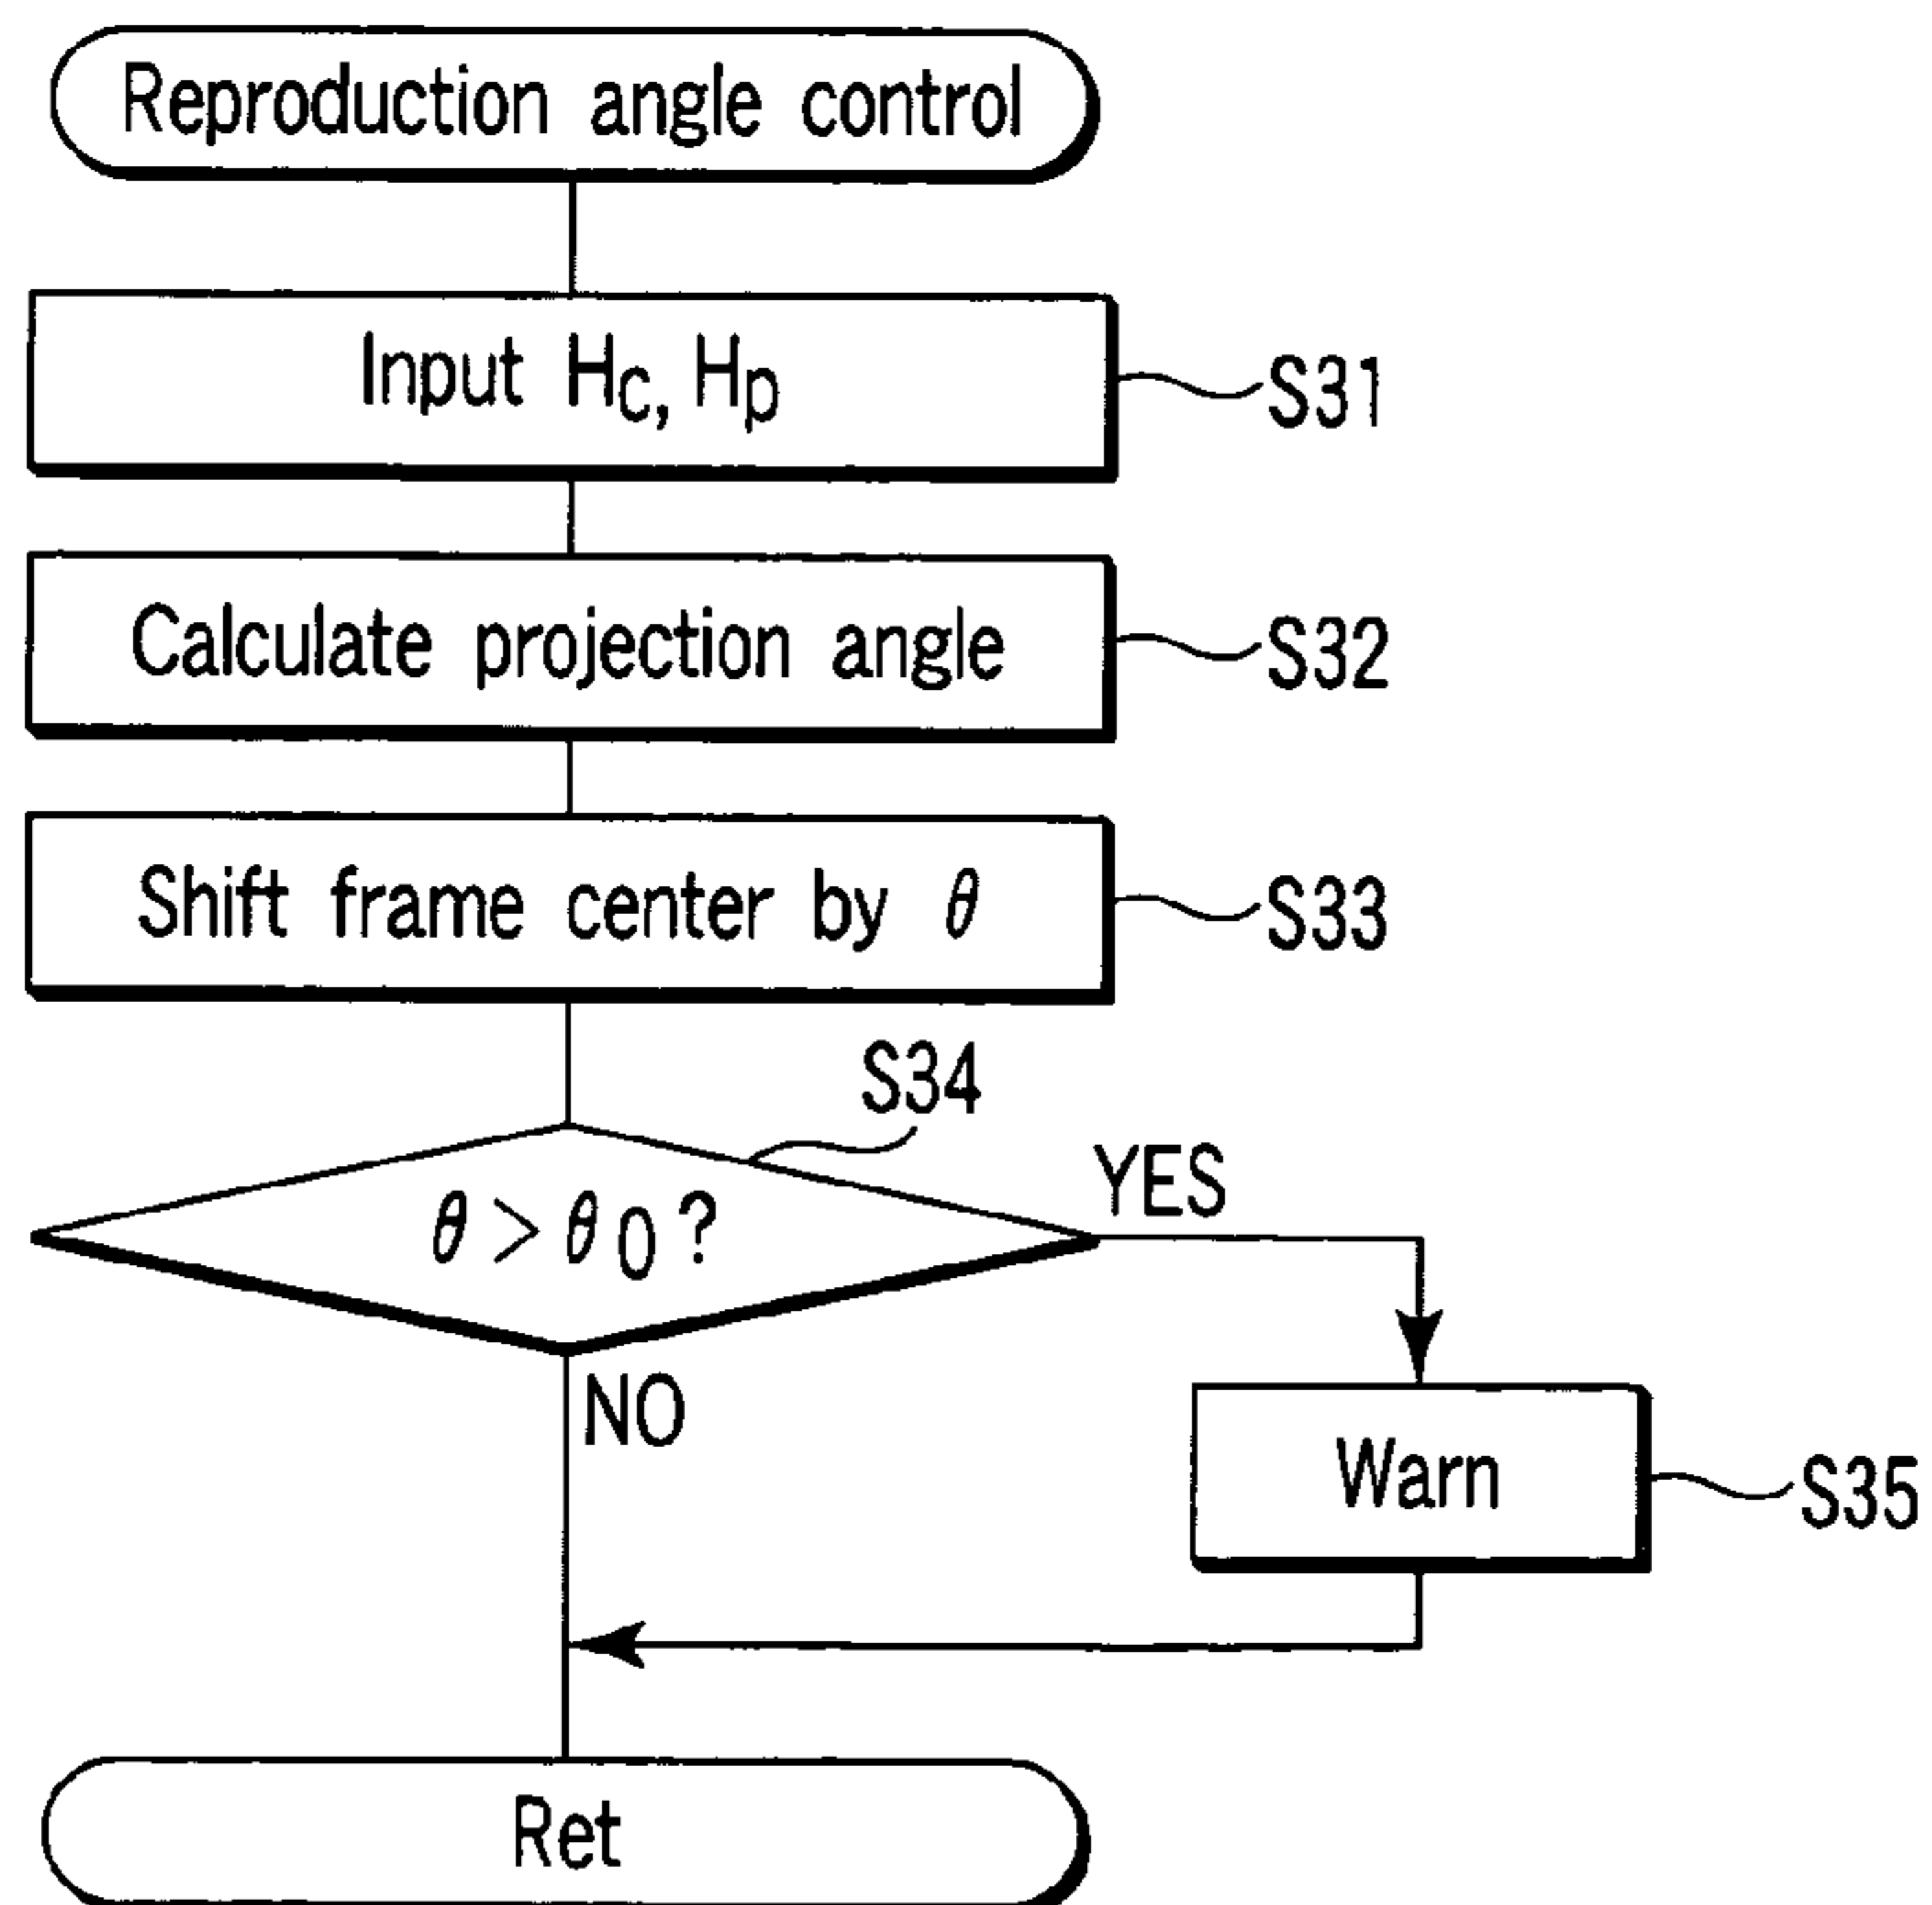 Reproduction angle control
Input Hc, Hp
S31
Calculate projection angle
S32
Shift frame center by θ
S33
S34
θ > θ0 ?
YES
NO
Warn
S35
Ret